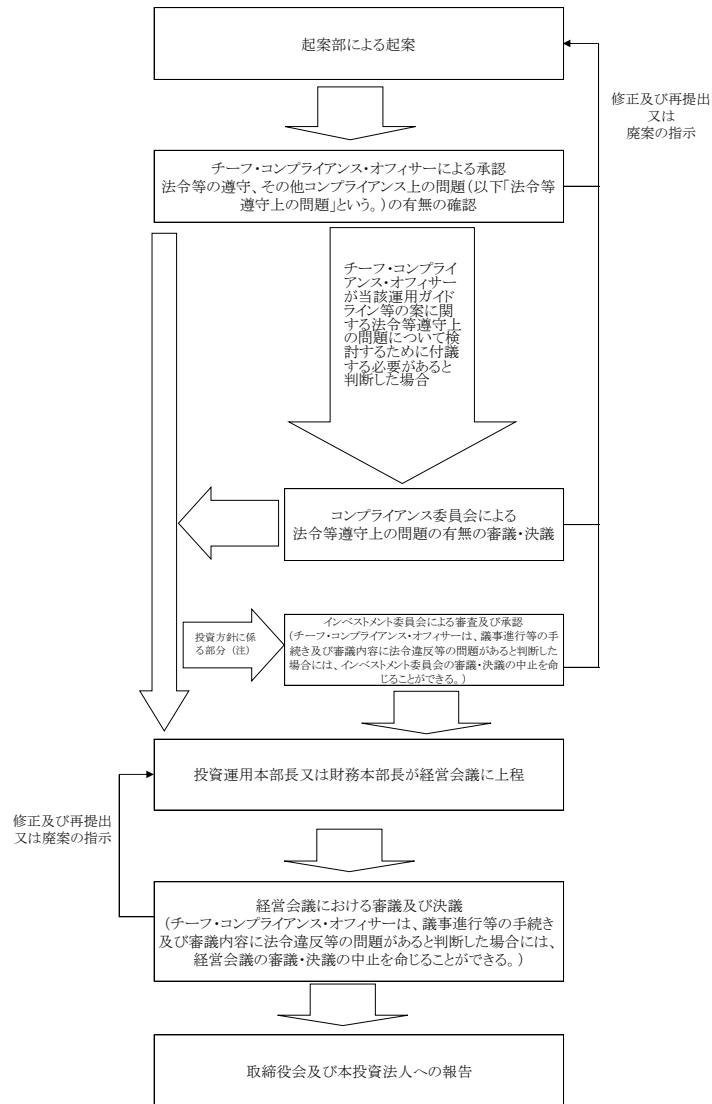 起案部による起案
修正及び再提出
又は
廃案の指示
チーフ・コンプライアンス・オフィサーによる承認
法令等の遵守、その他コンプライアンス上の問題(以下「法令等
遵守上の問題」という。)の有無の確認
チーフ・コンプライ
アンス・オフィサー
が当該運用ガイド
ライン等の案に関
する法令等遵守上
の問題について検
討するために付議
する必要があると
判断した場合
コンプライアンス委員会による
法令等遵守上の問題の有無の審議・決議
投資方針に係
る部分（注）
インベストメント委員会による審査及び承認
(チーフ・コンプライアンス・オフィサーは、議事進行等の手
続き及び審議内容に法令違反等の問題があると判断した
場合には、インベストメント委員会の審議・決議の中止を命
じることができる。)
投資運用本部長又は財務本部長が経営会議に上程
修正及び再提出
又は廃案の指示
経営会議における審議及び決議
(チーフ・コンプライアンス・オフィサーは、議事進行等の手続き
及び審議内容に法令違反等の問題があると判断した場合には、
経営会議の審議・決議の中止を命じることができる。)
取締役会及び本投資法人への報告